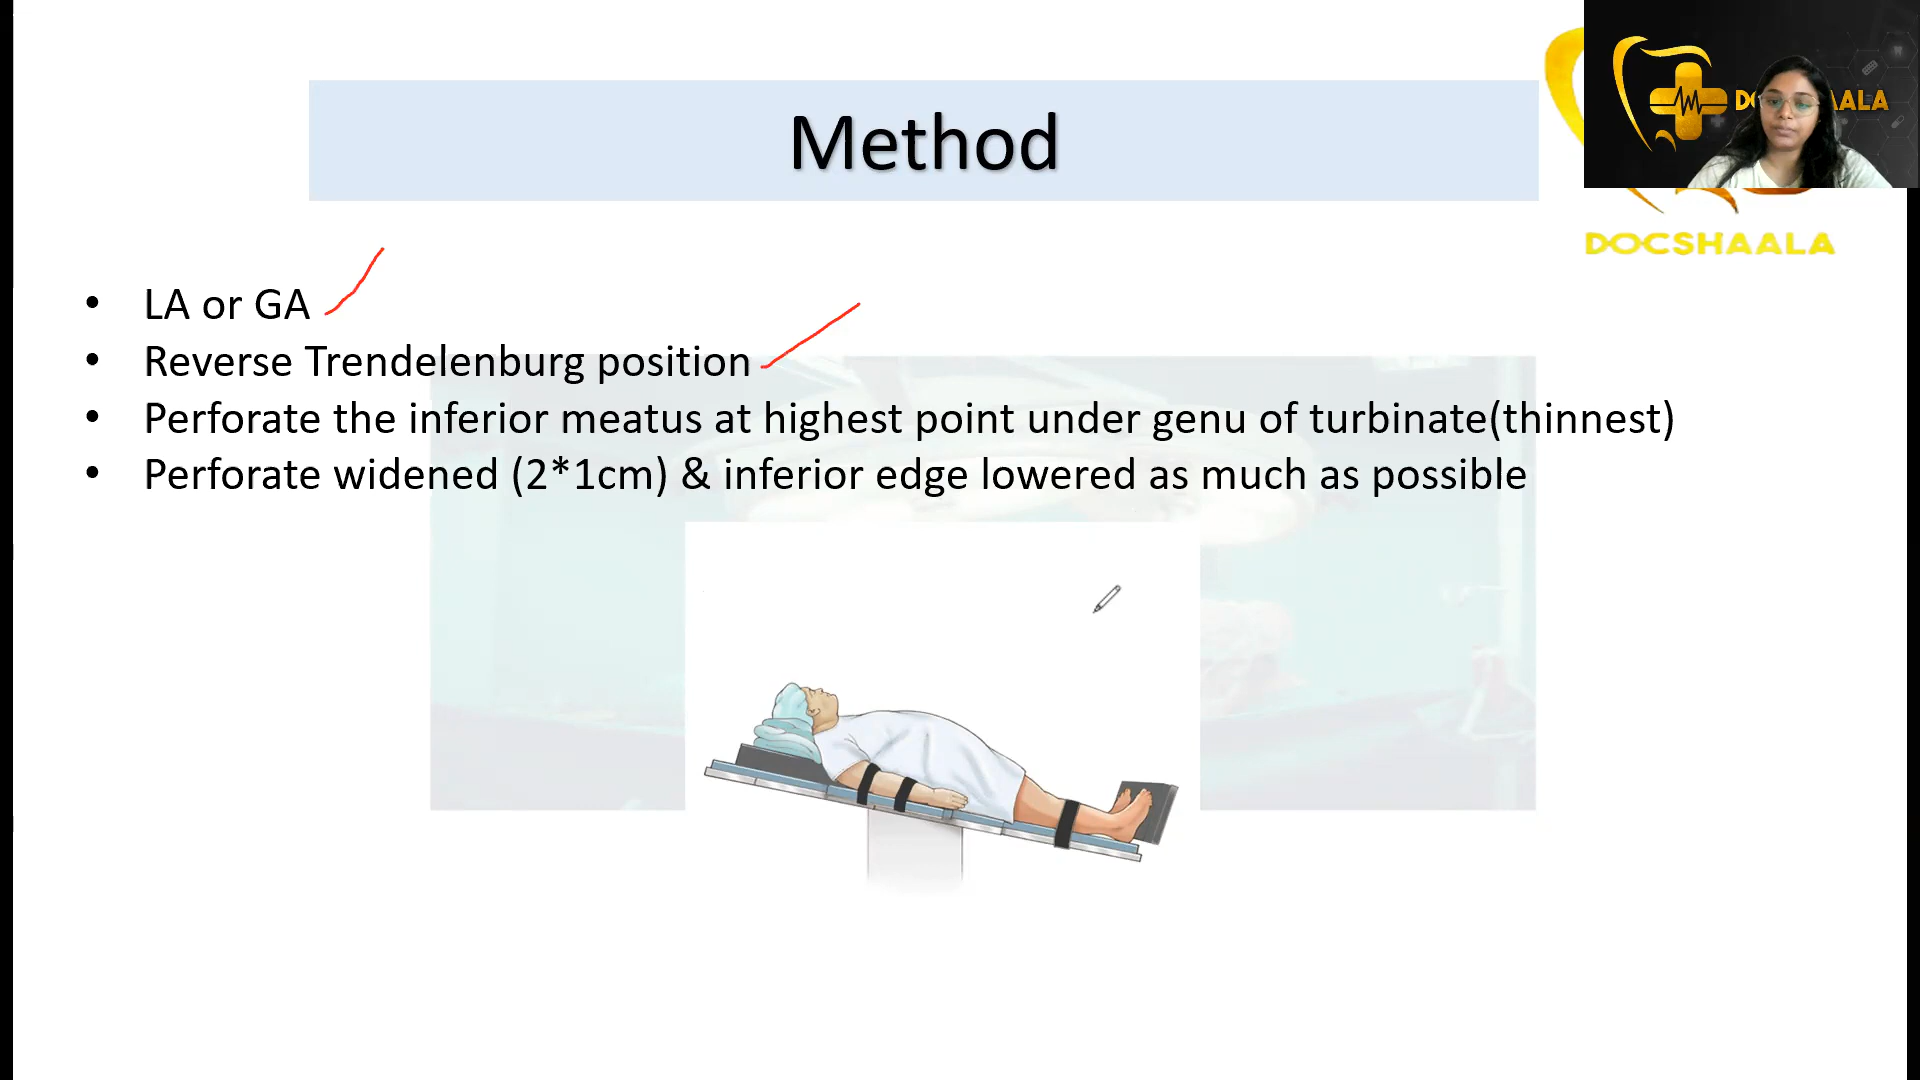 Method
DOCSHAALA
• LA or GA
• Reverse Trendelenburg position
• Perforate the inferior meatus at highest point under genu of turbinate(thinnest)
• Perforate widened (2*1cm) & inferior edge lowered as much as possible